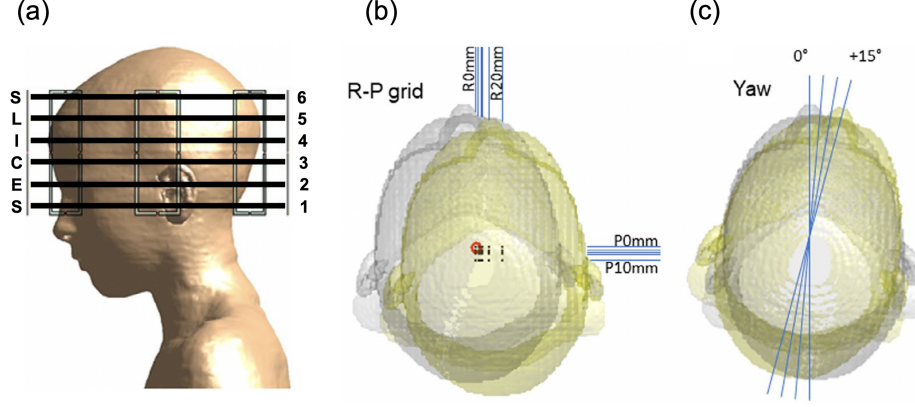 (a)
(b)
(c)
S 6
L 5
I 4
C 3
E 2
S 1
R-P grid
R0mm
R20mm
P0mm
P10mm
Yaw
0°
+15°